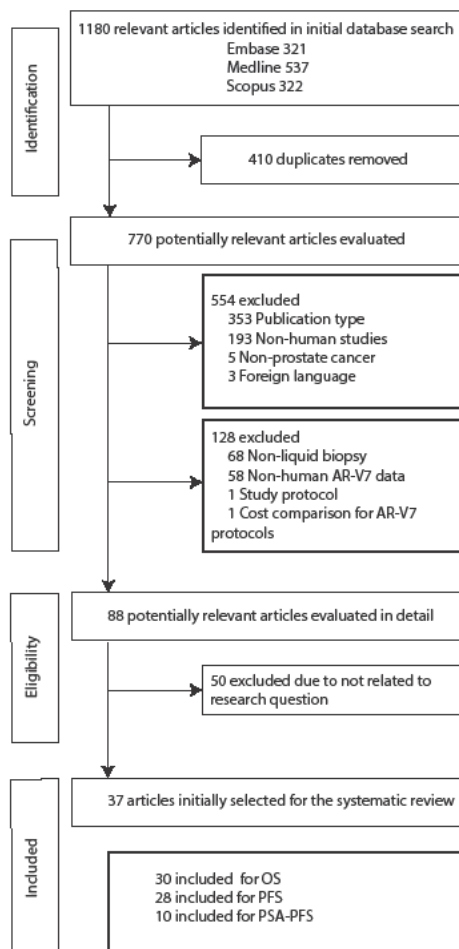 Identification
1180 relevant articles identified in initial database search
Embase 321
Medline 537
Scopus 322
410 duplicates removed
Screening
770 potentially relevant articles evaluated
554 excluded
353 Publication type
193 Non-human studies
5 Non-prostate cancer
3 Foreign language
128 excluded
68 Non-liquid biopsy
58 Non-human AR-V7 data
1 Study protocol
1 Cost comparison for AR-V7
protocols
Eligibility
88 potentially relevant articles evaluated in detail
50 excluded due to not related to
research question
Included
37 articles initially selected for the systematic review
30 included for OS
28 included for PFS
10 included for PSA-PFS